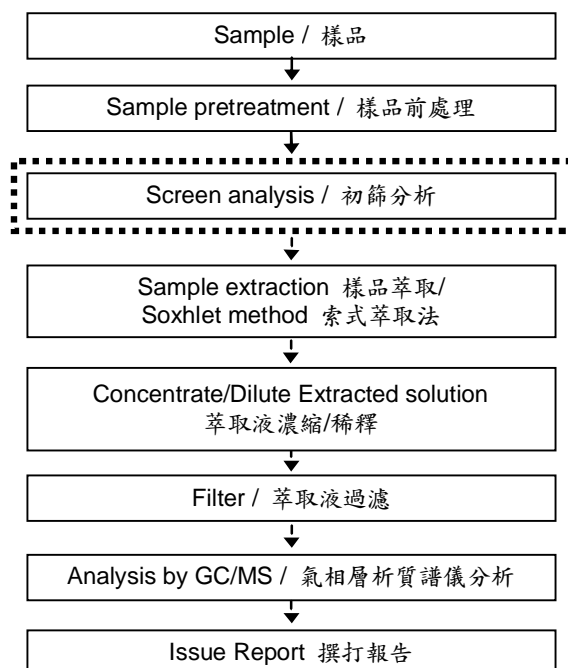 Sample / 樣品
Sample pretreatment / 樣品前處理
Screen analysis / 初篩分析
Sample extraction 樣品萃取/
Soxhlet method 索式萃取法
Concentrate/Dilute Extracted solution
萃取液濃縮/稀釋
Filter / 萃取液過濾
Analysis by GC/MS / 氣相層析質譜儀分析
Issue Report 撰打報告